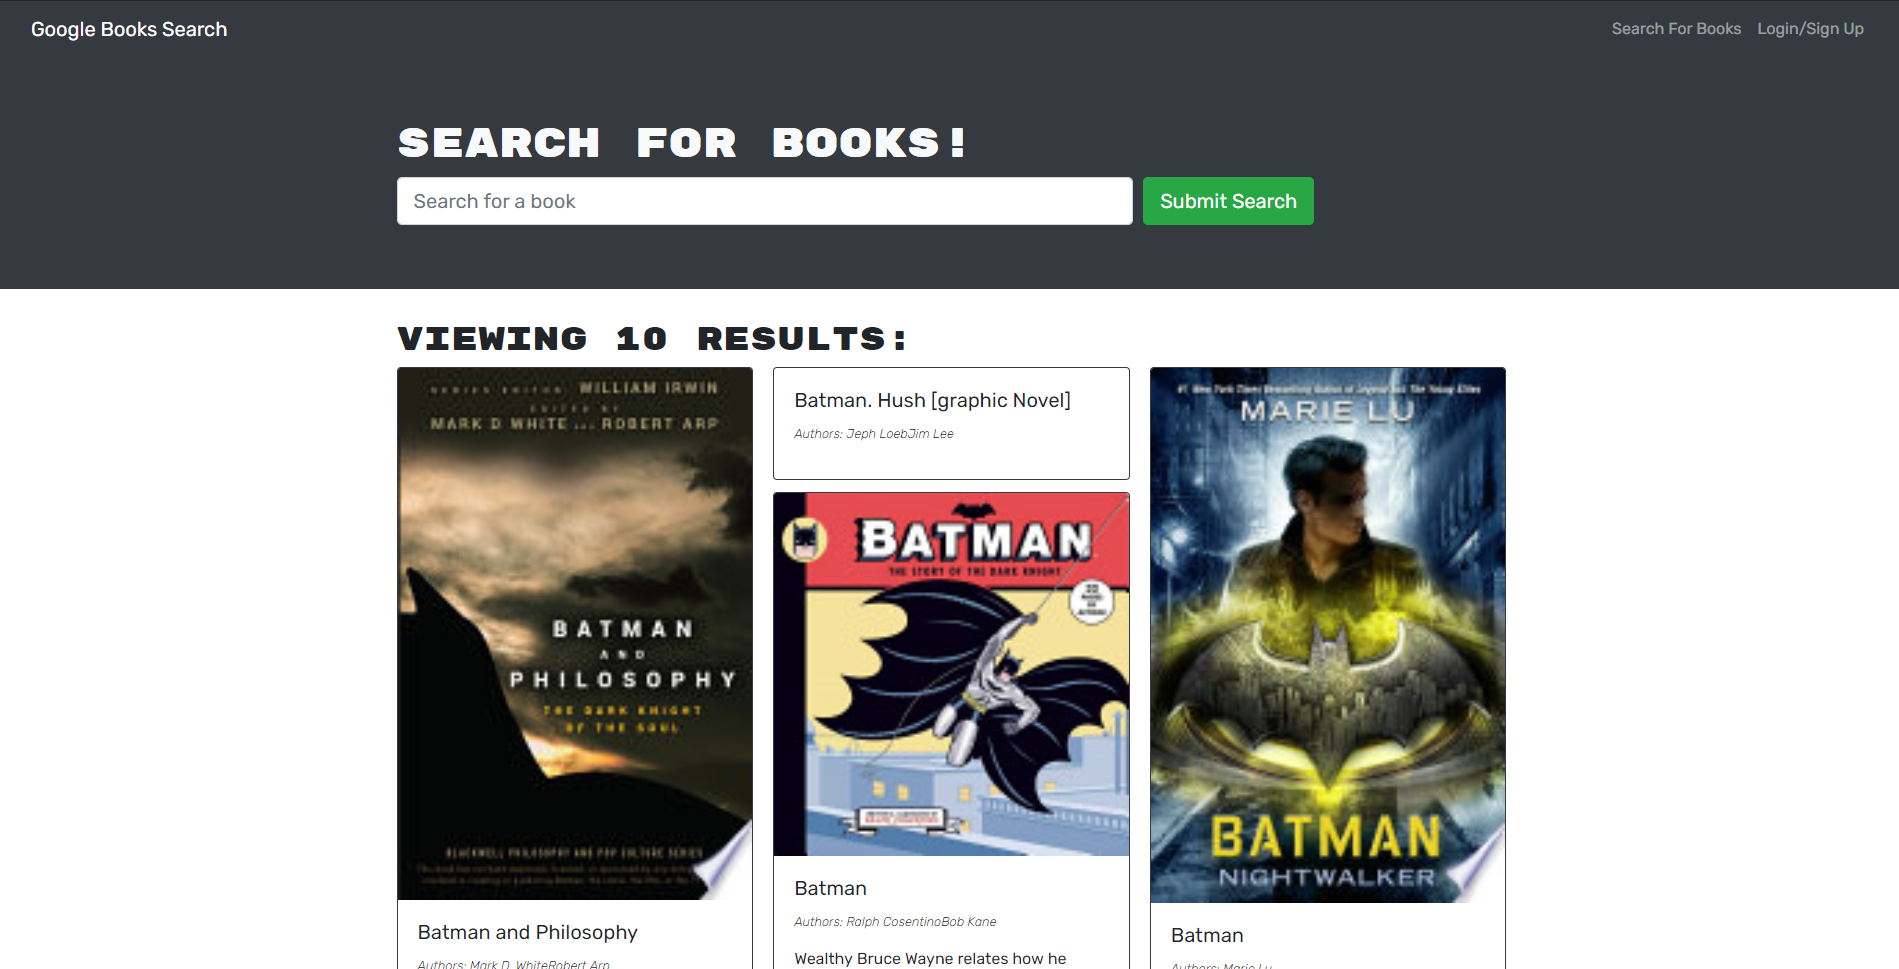 Google Books Search
Search For Books Login/Sign Up
SEARCH FOR BOOKS!
Search for a book
Submit Search
VIEWING 10 RESULTS:
SERIES EDITOR WILLIAM IRWIN
EDITED BY
MARK D WHITE AND ROBERT ARP
BATMAN
AND
PHILOSOPHY
THE DARK KNIGHT
OF THE SOUL
BLACKWELL PHILOSOPHY AND POP CULTURE SERIES
Batman and Philosophy
Authors: Mark D. WhiteRobert Arp
Batman. Hush [graphic Novel]
Authors: Jeph LoebJim Lee
BATMAN
THE STORY OF THE DARK KNIGHT
Batman
Authors: Ralph CosentinoBob Kane
Wealthy Bruce Wayne relates how he
#1 New York Times Bestselling Author of Legend and The Young Elites
MARIE LU
BATMAN
NIGHTWALKER
Batman
Authors: Marie Lu